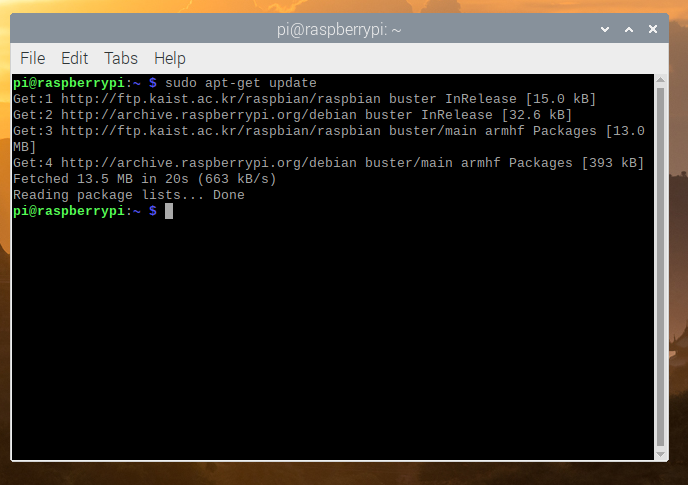 pi@raspberrypi: ~
File Edit Tabs Help
pi@raspberrypi:~ $ sudo apt-get update
Get:1 http://ftp.kaist.ac.kr/raspbian/raspbian buster InRelease [15.0 kB]
Get:2 http://archive.raspberrypi.org/debian buster InRelease [32.6 kB]
Get:3 http://ftp.kaist.ac.kr/raspbian/raspbian buster/main armhf Packages [13.0
MB]
Get:4 http://archive.raspberrypi.org/debian buster/main armhf Packages [393 kB]
Fetched 13.5 MB in 20s (663 kB/s)
Reading package lists... Done
pi@raspberrypi:~ $